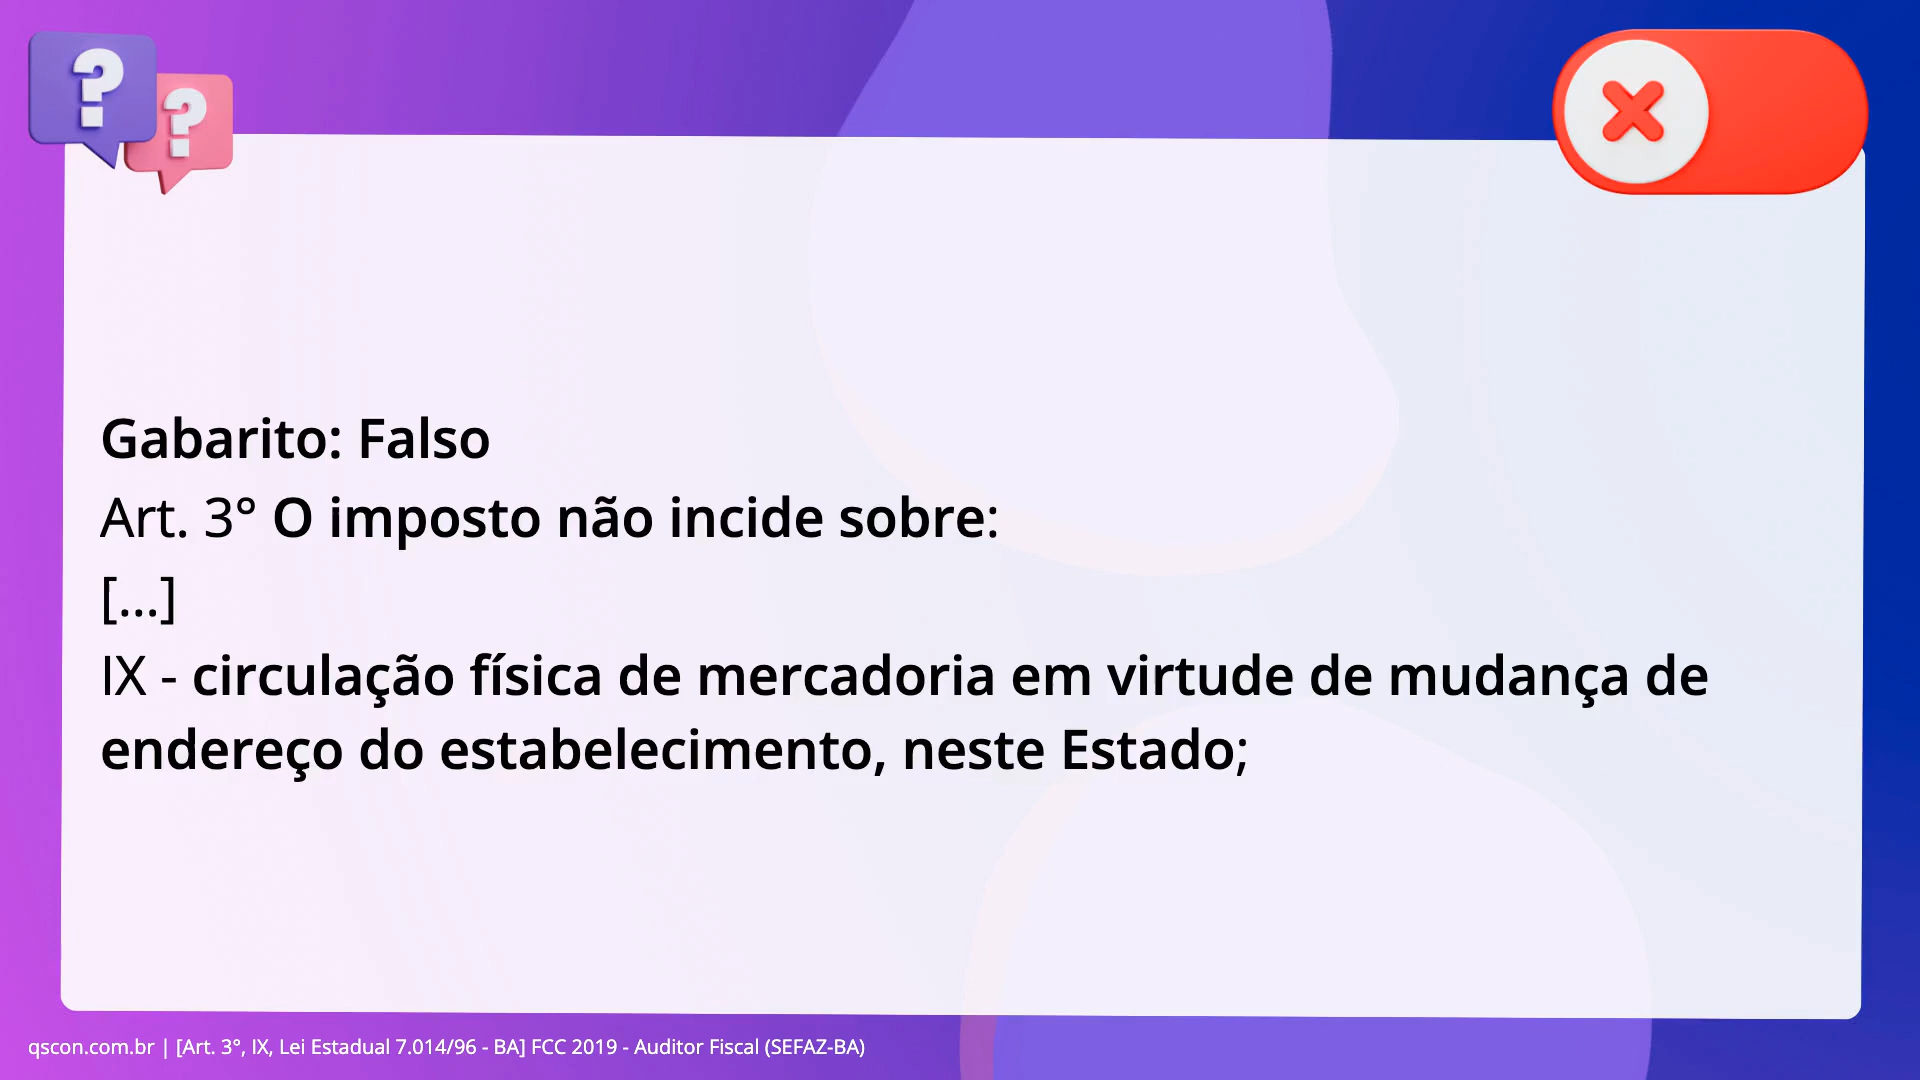 ? ?
Gabarito: Falso
Art. 3° O imposto não incide sobre:
[...]
IX - circulação física de mercadoria em virtude de mudança de
endereço do estabelecimento, neste Estado;
qscon.com.br | [Art. 3°, IX, Lei Estadual 7.014/96 - BA] FCC 2019 - Auditor Fiscal (SEFAZ-BA)